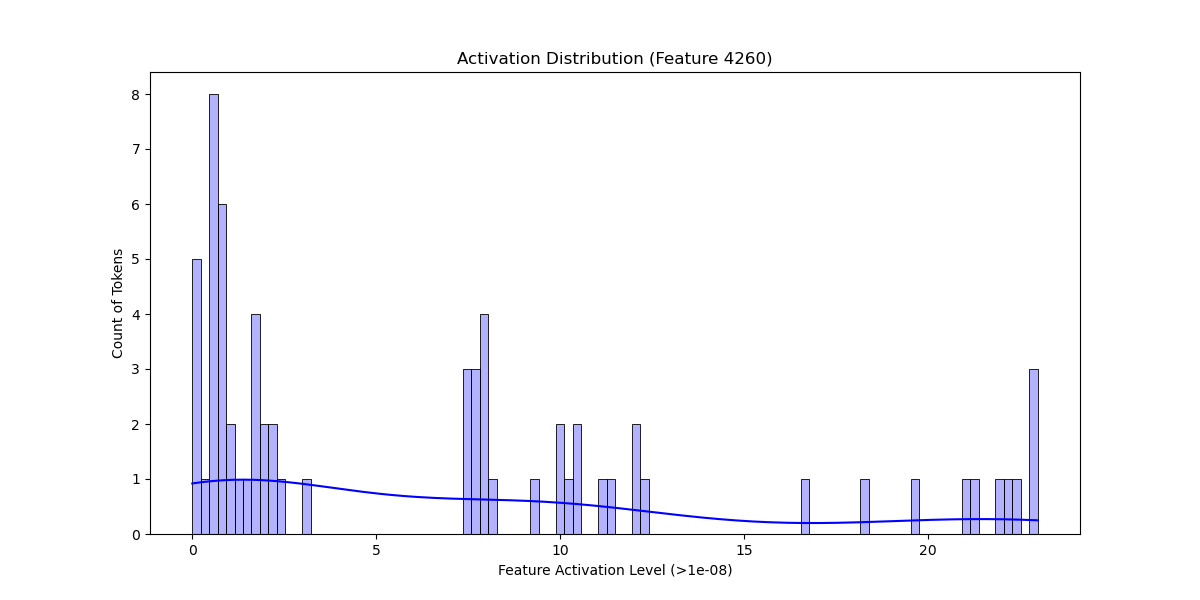 Activation Distribution (Feature 4260)
8
7
6
5
4
3
2
1
0
Count of Tokens
0 5 10 15 20
Feature Activation Level (>1e-08)